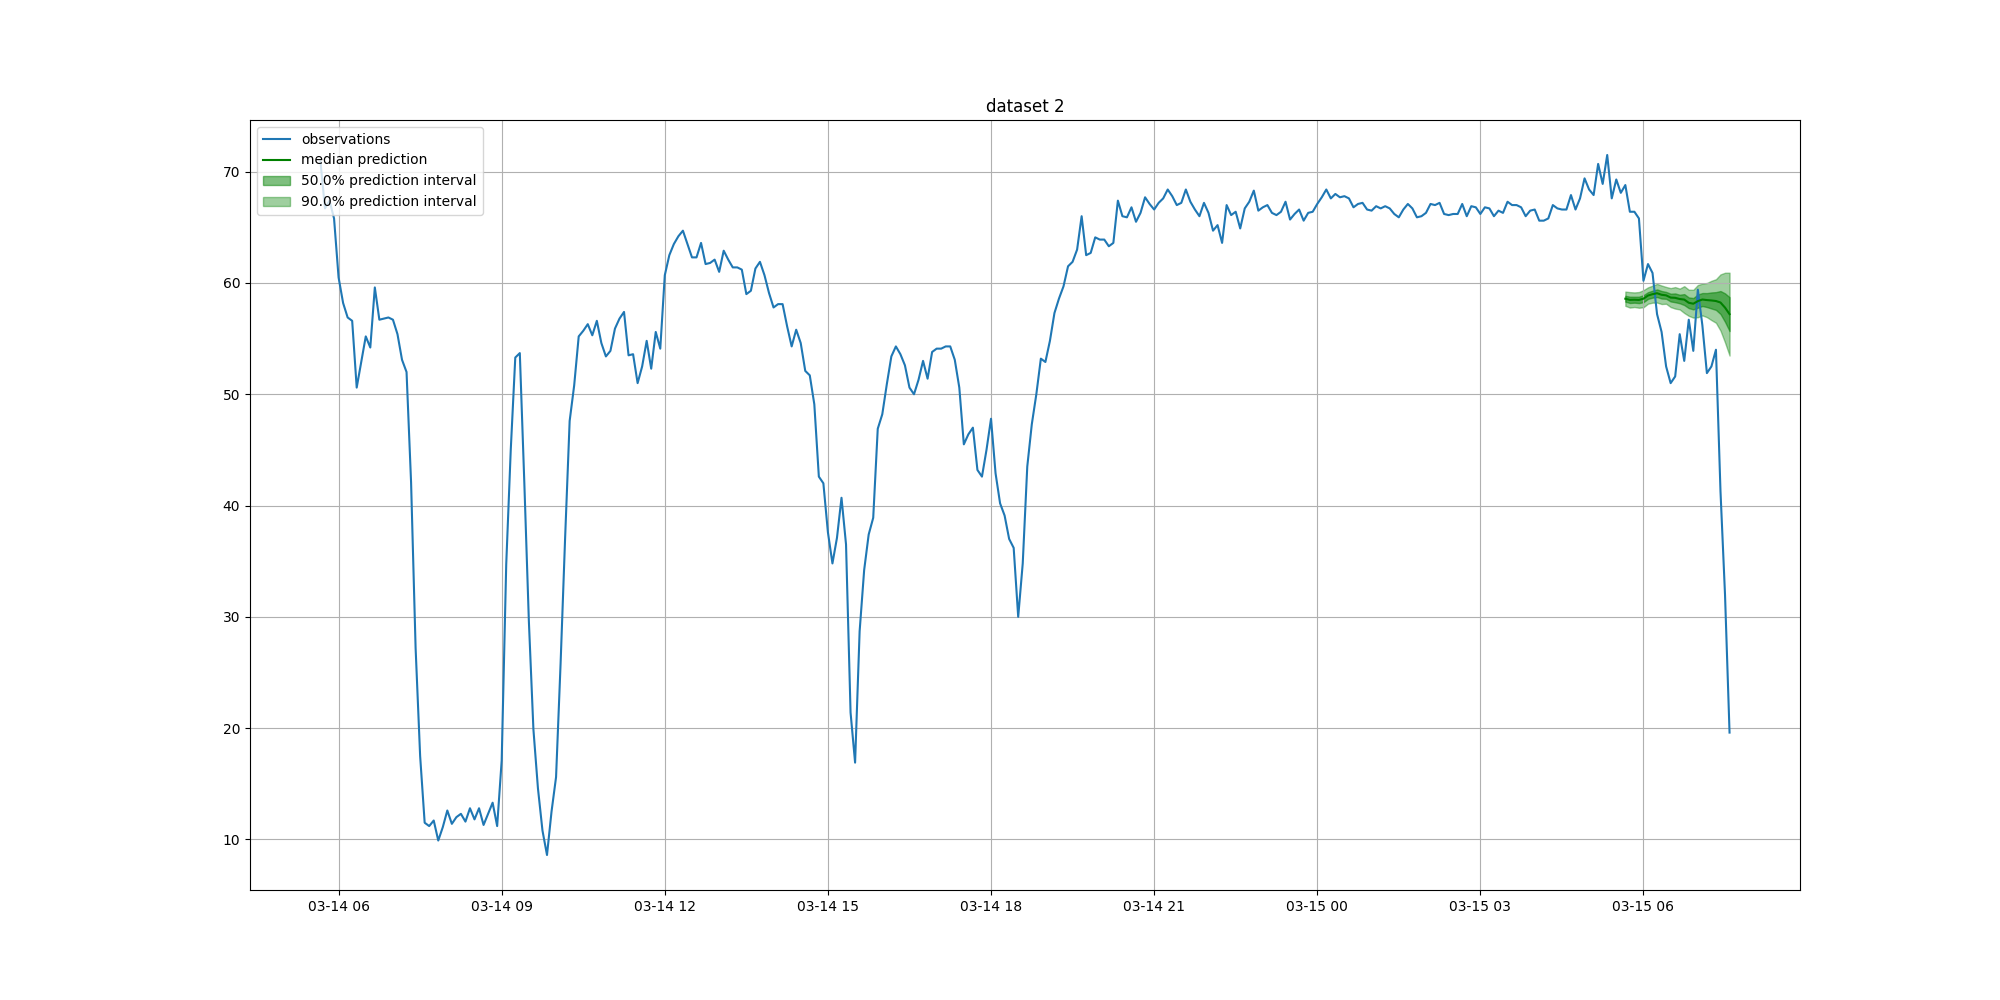 dataset 2
observations
median prediction
50.0% prediction interval
90.0% prediction interval
70
60
50
40
30
20
10
03-14 06 03-14 09 03-14 12 03-14 15 03-14 18 03-14 21 03-15 00 03-15 03 03-15 06